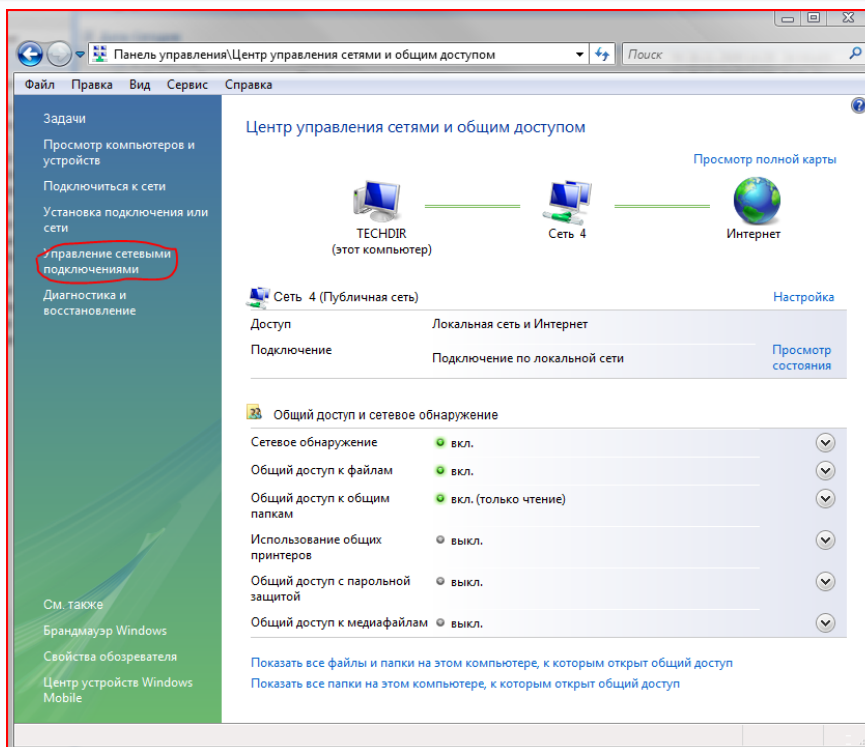 Панель управления\Центр управления сетями и общим доступом
Поиск
Файл Правка Вид Сервис Справка
Задачи
Просмотр компьютеров и
устройств
Подключиться к сети
Установка подключения или
сети
Управление сетевыми
подключениями
Диагностика и
восстановление
См. также
Брандмауэр Windows
Свойства обозревателя
Центр устройств Windows
Mobile
Центр управления сетями и общим доступом
Просмотр полной карты
TECHDIR
(этот компьютер)
Сеть 4
Интернет
Сеть 4 (Публичная сеть)
Настройка
Доступ
Локальная сеть и Интернет
Подключение
Подключение по локальной сети
Просмотр
состояния
Общий доступ и сетевое обнаружение
Сетевое обнаружение
вкл.
Общий доступ к файлам
вкл.
Общий доступ к общим
папкам
вкл. (только чтение)
Использование общих
принтеров
выкл.
Общий доступ с парольной
защитой
выкл.
Общий доступ к медиафайлам
выкл.
Показать все файлы и папки на этом компьютере, к которым открыт общий доступ
Показать все папки на этом компьютере, к которым открыт общий доступ